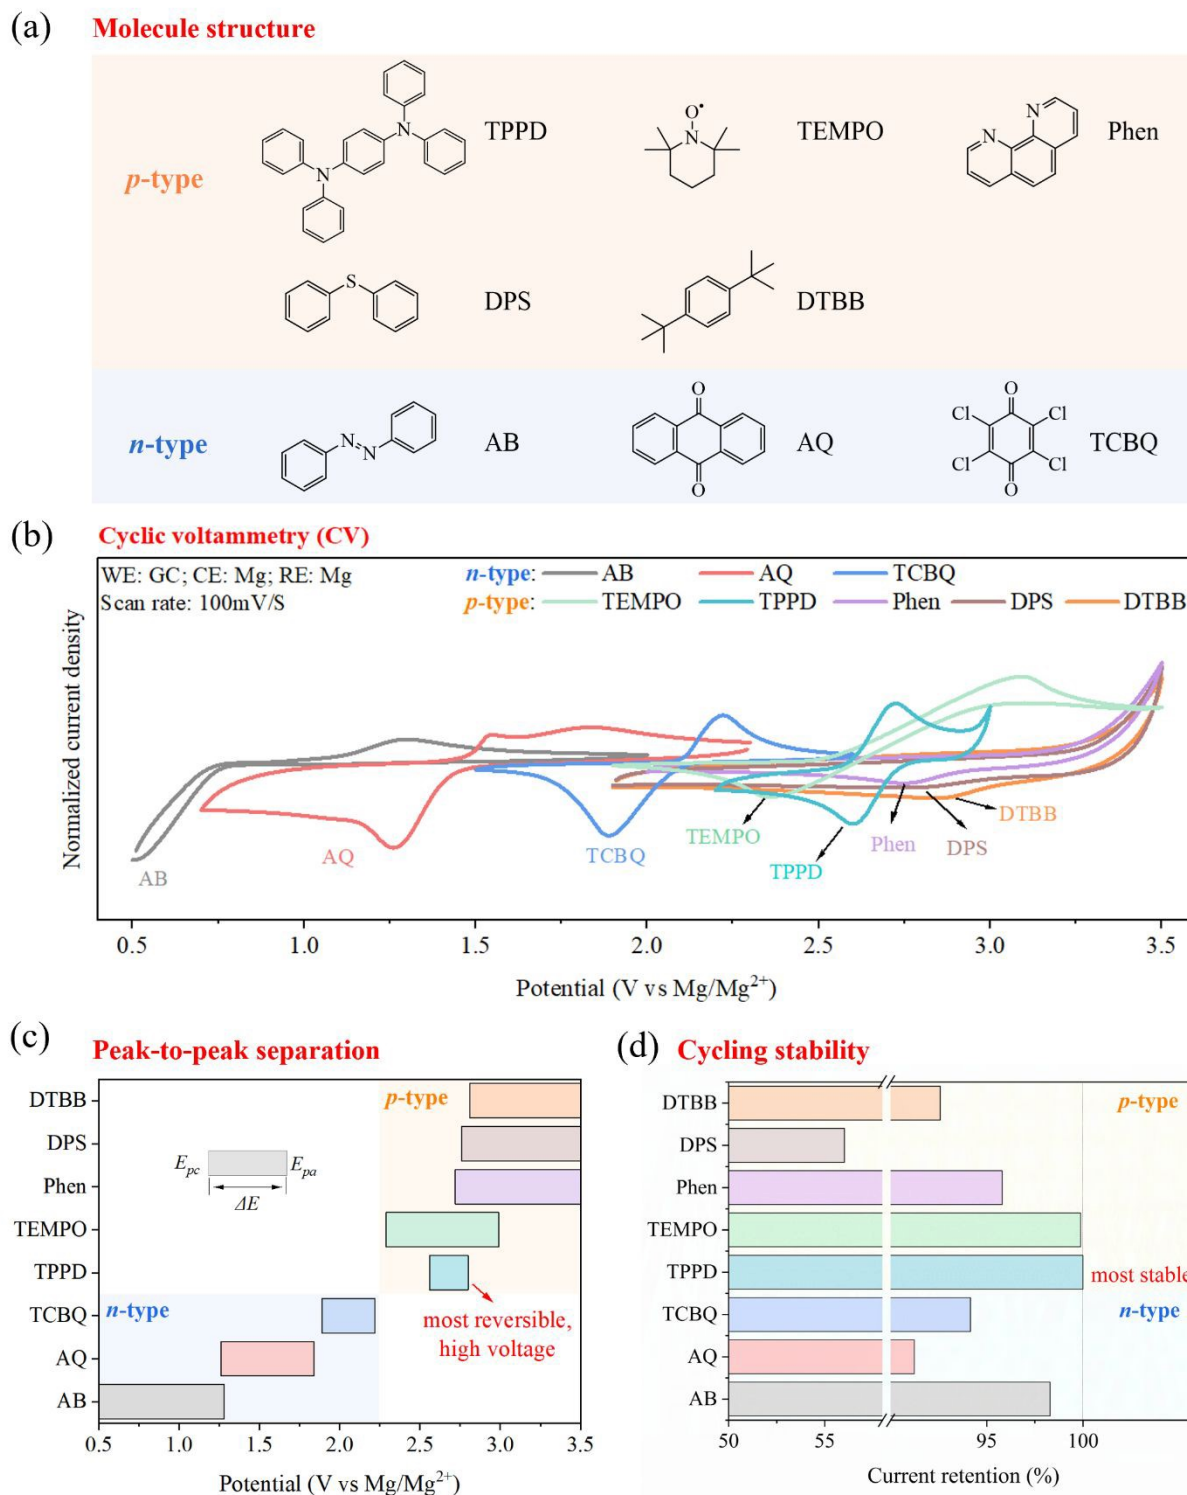 (a) Molecule structure
p-type
TPPD
TEMPO
Phen
DPS
DTBB
n-type
AB
AQ
TCBQ
N
N
O•
N
N
N
S
N
N
O
O
O
Cl
Cl
Cl
Cl
O
(b) Cyclic voltammetry (CV)
WE: GC; CE: Mg; RE: Mg
Scan rate: 100mV/S
n-type: AB AQ TCBQ
p-type: TEMPO TPPD Phen DPS DTBB
Normalized current density
AB
AQ
TCBQ
TEMPO
TPPD
Phen
DPS
DTBB
0.5 1.0 1.5 2.0 2.5 3.0 3.5
Potential (V vs Mg/Mg²⁺)
(c) Peak-to-peak separation
DTBB
DPS
Phen
TEMPO
TPPD
TCBQ
AQ
AB
p-type
Epc Epa
ΔE
n-type
most reversible,
high voltage
0.5 1.0 1.5 2.0 2.5 3.0 3.5
Potential (V vs Mg/Mg²⁺)
(d) Cycling stability
DTBB
DPS
Phen
TEMPO
TPPD
TCBQ
AQ
AB
p-type
most stable
n-type
50 55 95 100
Current retention (%)